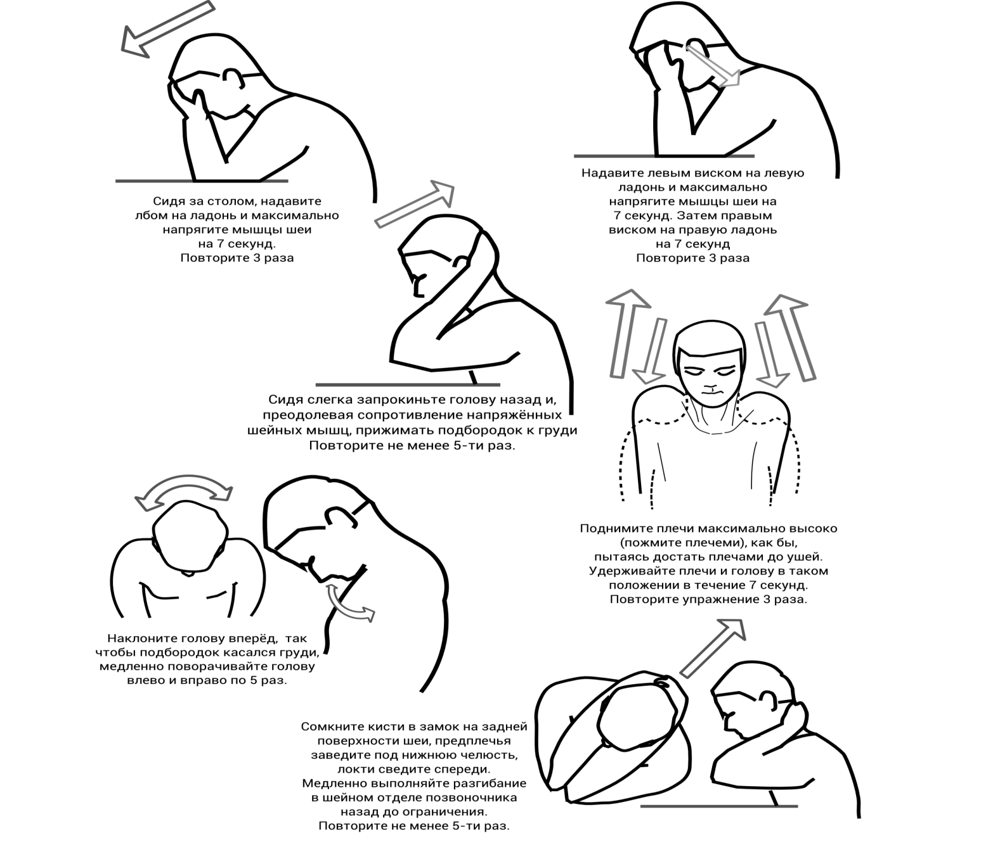 Сидя за столом, надавите
лбом на ладонь и максимально
напрягите мышцы шеи
на 7 секунд.
Повторите 3 раза
Надавите левым виском на левую
ладонь и максимально
напрягите мышцы шеи на
7 секунд. Затем правым
виском на правую ладонь
на 7 секунд
Повторите 3 раза
Сидя слегка запрокиньте голову назад и,
преодолевая сопротивление напряжённых
шейных мышц, прижимать подбородок к груди
Повторите не менее 5-ти раз.
Поднимите плечи максимально высоко
(пожмите плечеми), как бы,
пытаясь достать плечами до ушей.
Удерживайте плечи и голову в таком
положении в течение 7 секунд.
Повторите упражнение 3 раза.
Наклоните голову вперёд, так
чтобы подбородок касался груди,
медленно поворачивайте голову
влево и вправо по 5 раз.
Сомкните кисти в замок на задней
поверхности шеи, предплечья
заведите под нижнюю челюсть,
локти сведите спереди.
Медленно выполняйте разгибание
в шейном отделе позвоночника
назад до ограничения.
Повторите не менее 5-ти раз.